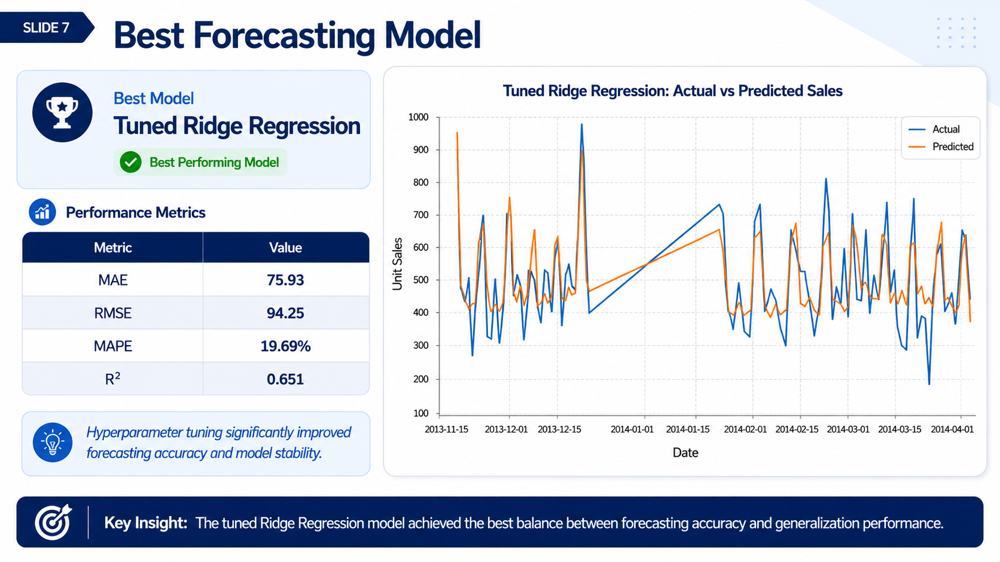 SLIDE 7
Best Forecasting Model
Best Model
Tuned Ridge Regression
Best Performing Model
Performance Metrics
Metric Value
MAE 75.93
RMSE 94.25
MAPE 19.69%
R² 0.651
Hyperparameter tuning significantly improved
forecasting accuracy and model stability.
Tuned Ridge Regression: Actual vs Predicted Sales
Actual
Predicted
Unit Sales
1000
900
800
700
600
500
400
300
200
100
2013-11-15 2013-12-01 2013-12-15 2014-01-01 2014-01-15 2014-02-01 2014-02-15 2014-03-01 2014-03-15 2014-04-01
Date
Key Insight: The tuned Ridge Regression model achieved the best balance between forecasting accuracy and generalization performance.